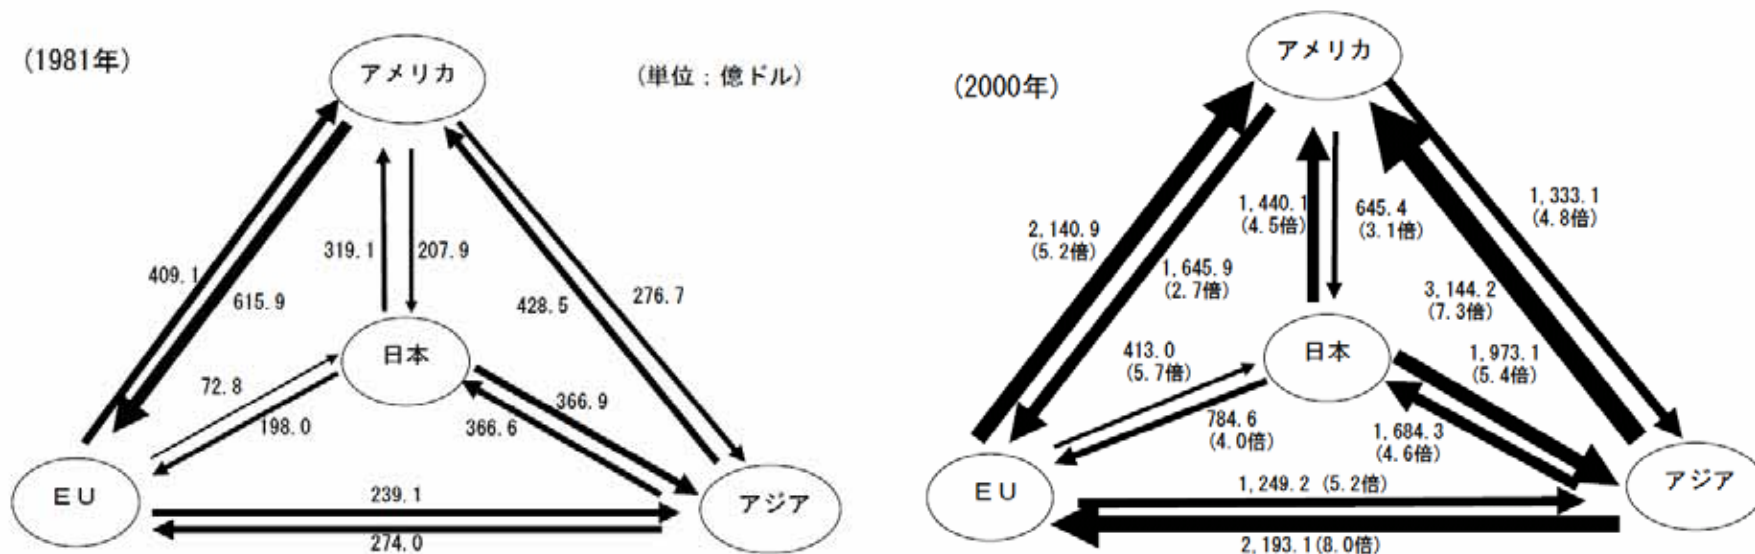 (1981年)
アメリカ
(単位：億ドル)
409.1
615.9
319.1
207.9
428.5
276.7
日本
72.8
198.0
366.9
366.6
EU
239.1
274.0
アジア
(2000年)
アメリカ
2,140.9
(5.2倍)
1,645.9
(2.7倍)
1,440.1
(4.5倍)
645.4
(3.1倍)
1,333.1
(4.8倍)
3,144.2
(7.3倍)
日本
413.0
(5.7倍)
784.6
(4.0倍)
1,973.1
(5.4倍)
1,684.3
(4.6倍)
EU
1,249.2 (5.2倍)
2,193.1(8.0倍)
アジア